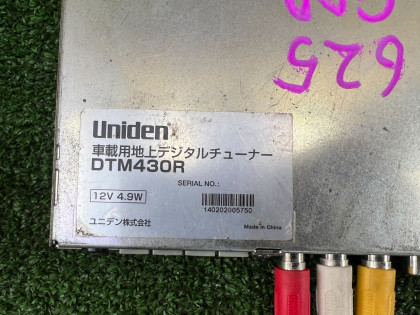 625
Uniden
車載用地上デジタルチューナー
DTM430R
SERIAL NO.:
12V 4.9W
140202005750
ユニデン株式会社
Made in China